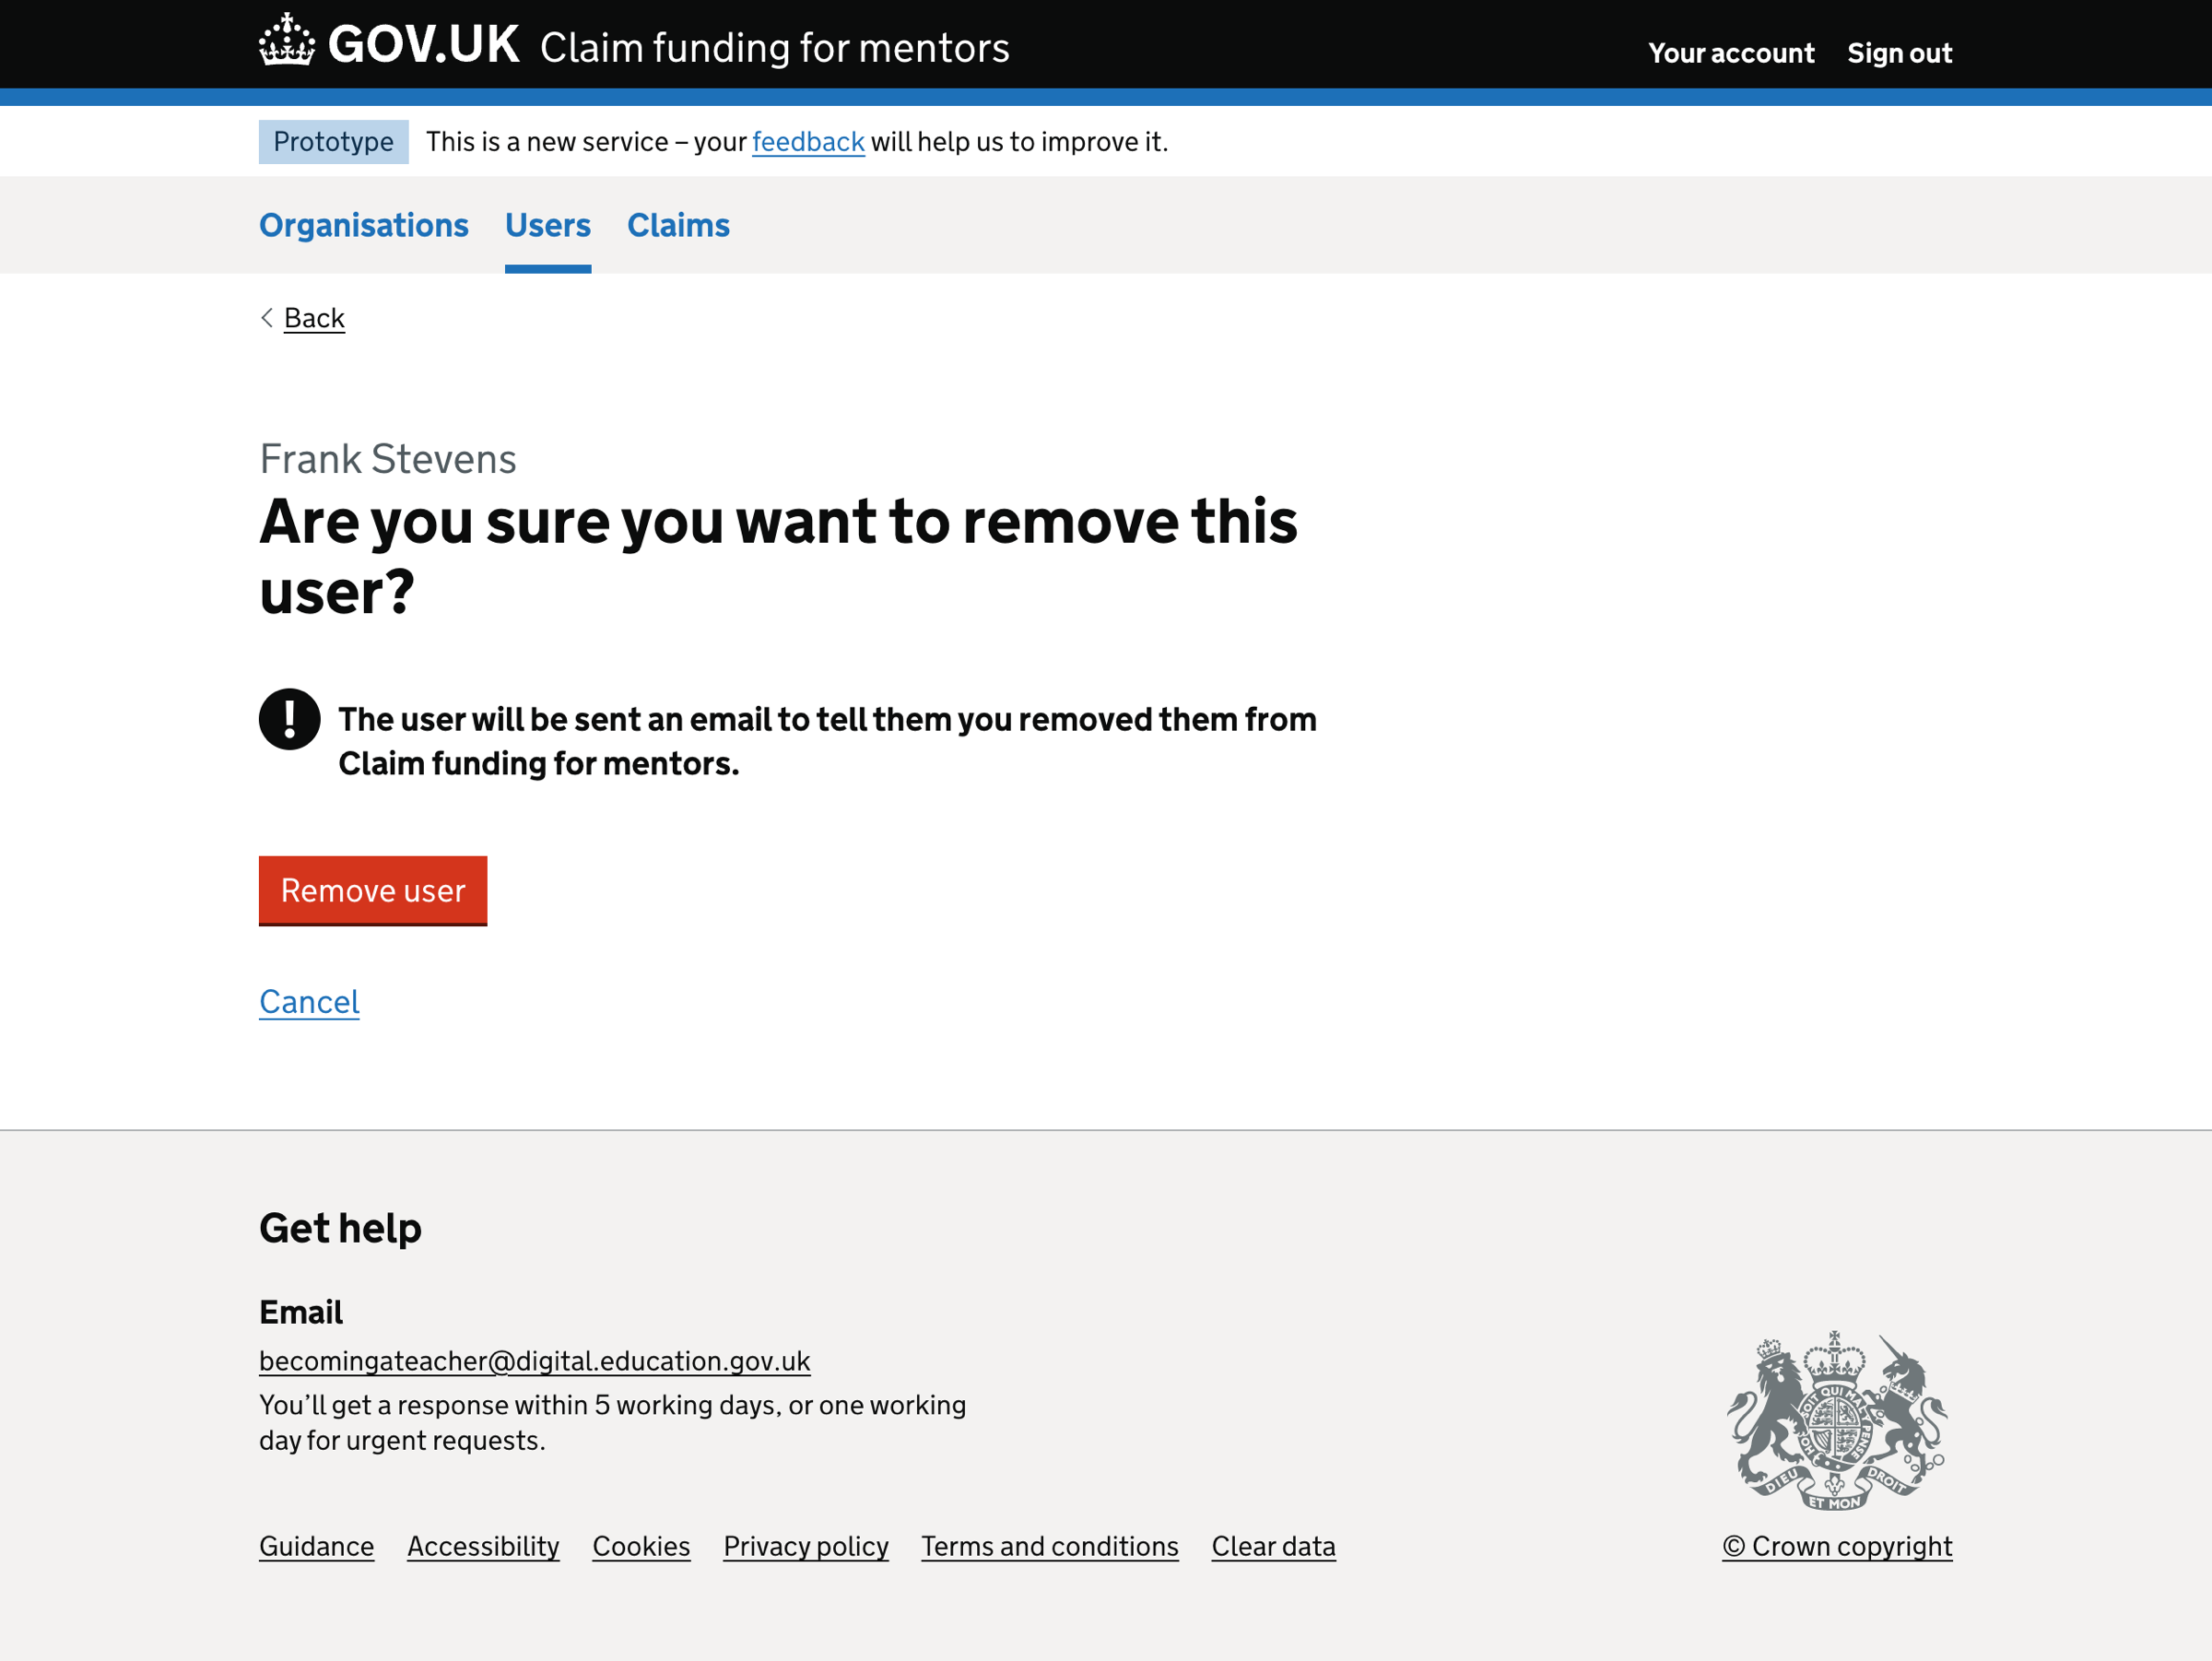 GOV.UK Claim funding for mentors
Your account Sign out
Prototype This is a new service – your feedback will help us to improve it.
Organisations Users Claims
Back
Frank Stevens
Are you sure you want to remove this
user?
! The user will be sent an email to tell them you removed them from
Claim funding for mentors.
Remove user
Cancel
Get help
Email
becomingateacher@digital.education.gov.uk
You’ll get a response within 5 working days, or one working
day for urgent requests.
DIEU ET MON DROIT
Guidance Accessibility Cookies Privacy policy Terms and conditions Clear data
© Crown copyright